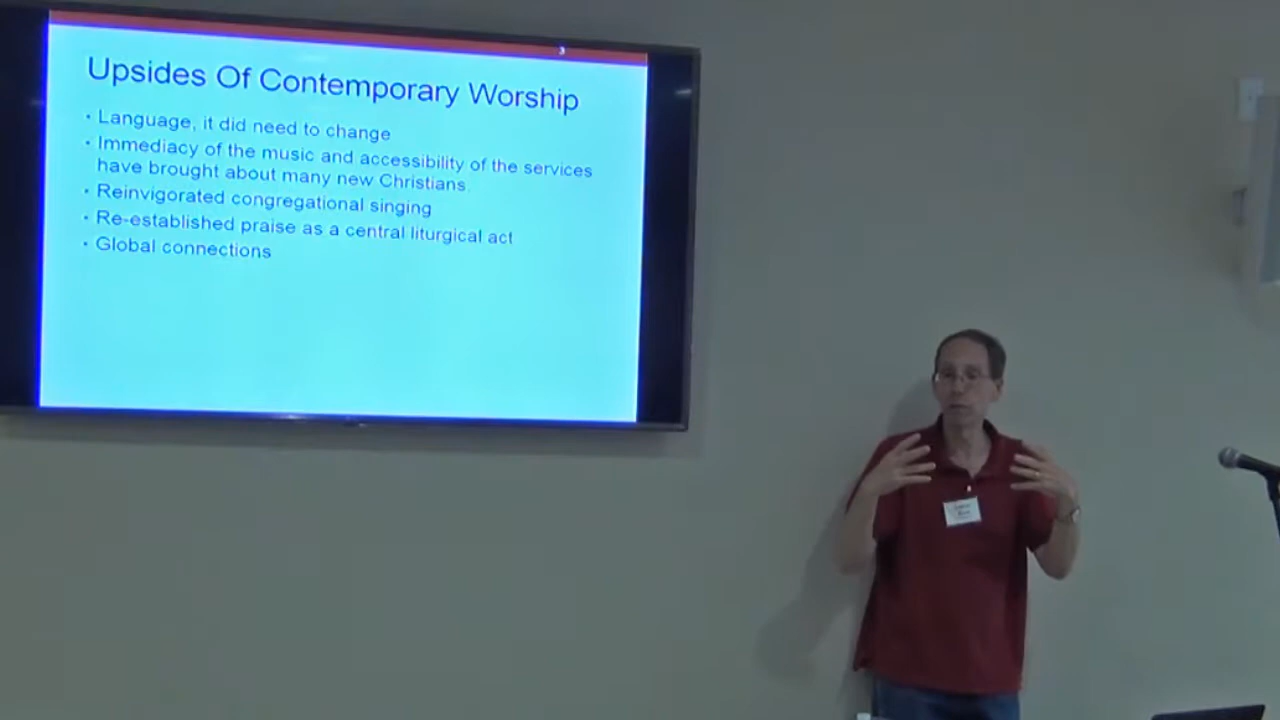 3
Upsides Of Contemporary Worship
• Language, it did need to change
• Immediacy of the music and accessibility of the services
have brought about many new Christians.
• Reinvigorated congregational singing
• Re-established praise as a central liturgical act
• Global connections